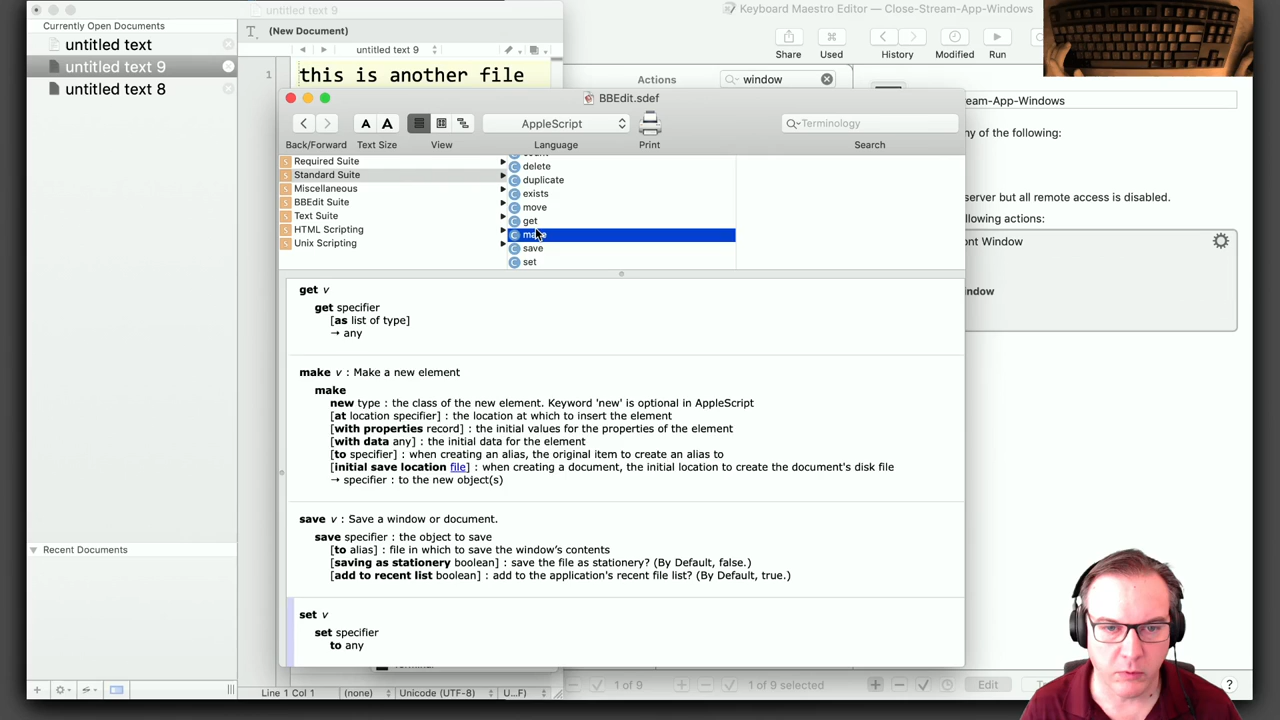 untitled text 9
Currently Open Documents
untitled text
untitled text 9
untitled text 8
(New Document)
untitled text 9
1
this is another file
Keyboard Maestro Editor — Close-Stream-App-Windows
Share
Used
History
Modified
Run
Actions
window
Stream-App-Windows
ny of the following:
server but all remote access is disabled.
llowing actions:
ont Window
indow
BBEdit.sdef
AppleScript
Terminology
Back/Forward
Text Size
View
Language
Print
Search
Required Suite
Standard Suite
Miscellaneous
BBEdit Suite
Text Suite
HTML Scripting
Unix Scripting
count
delete
duplicate
exists
move
get
make
save
set
get v
get specifier
[as list of type]
→ any
make v : Make a new element
make
new type : the class of the new element. Keyword 'new' is optional in AppleScript
[at location specifier] : the location at which to insert the element
[with properties record] : the initial values for the properties of the element
[with data any] : the initial data for the element
[to specifier] : when creating an alias, the original item to create an alias to
[initial save location file] : when creating a document, the initial location to create the document's disk file
→ specifier : to the new object(s)
save v : Save a window or document.
save specifier : the object to save
[to alias] : file in which to save the window's contents
[saving as stationery boolean] : save the file as stationery? (By Default, false.)
[add to recent list boolean] : add to the application's recent file list? (By Default, true.)
set v
set specifier
to any
Recent Documents
Line 1 Col 1
(none)
Unicode (UTF-8)
U...F)
1 of 9
1 of 9 selected
Edit
?